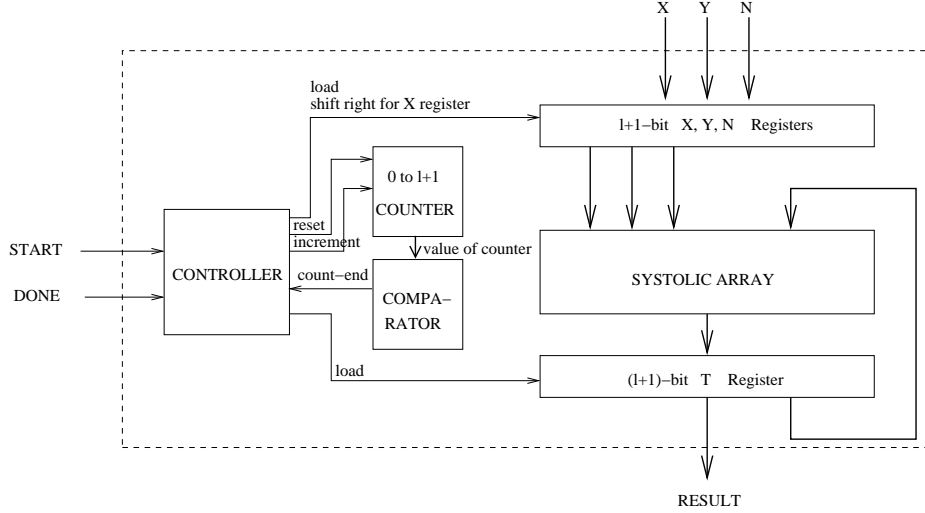 X Y N
load
shift right for X register
l+1−bit X, Y, N Registers
0 to l+1
COUNTER
reset
increment
value of counter
START
CONTROLLER
count−end
SYSTOLIC ARRAY
DONE
COMPA−
RATOR
load
(l+1)−bit T Register
RESULT